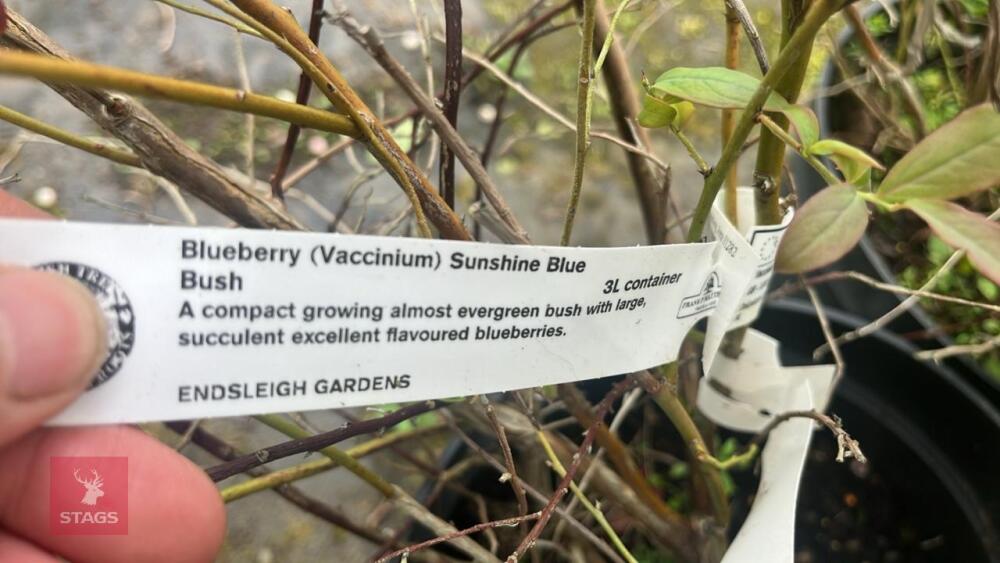 Blueberry (Vaccinium) Sunshine Blue
Bush
3L container
A compact growing almost evergreen bush with large,
succulent excellent flavoured blueberries.
ENDSLEIGH GARDENS
STAGS